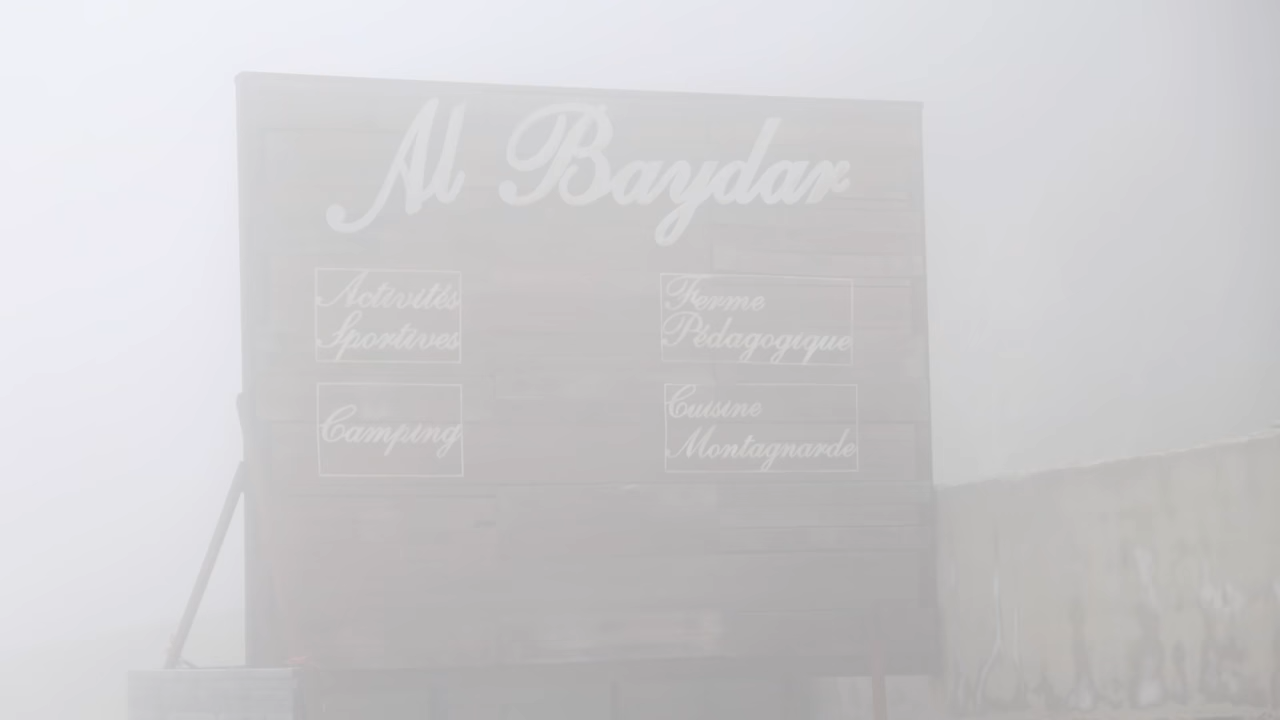 Al Baydar
Activités
Sportives
Ferme
Pédagogique
Camping
Cuisine
Montagnarde